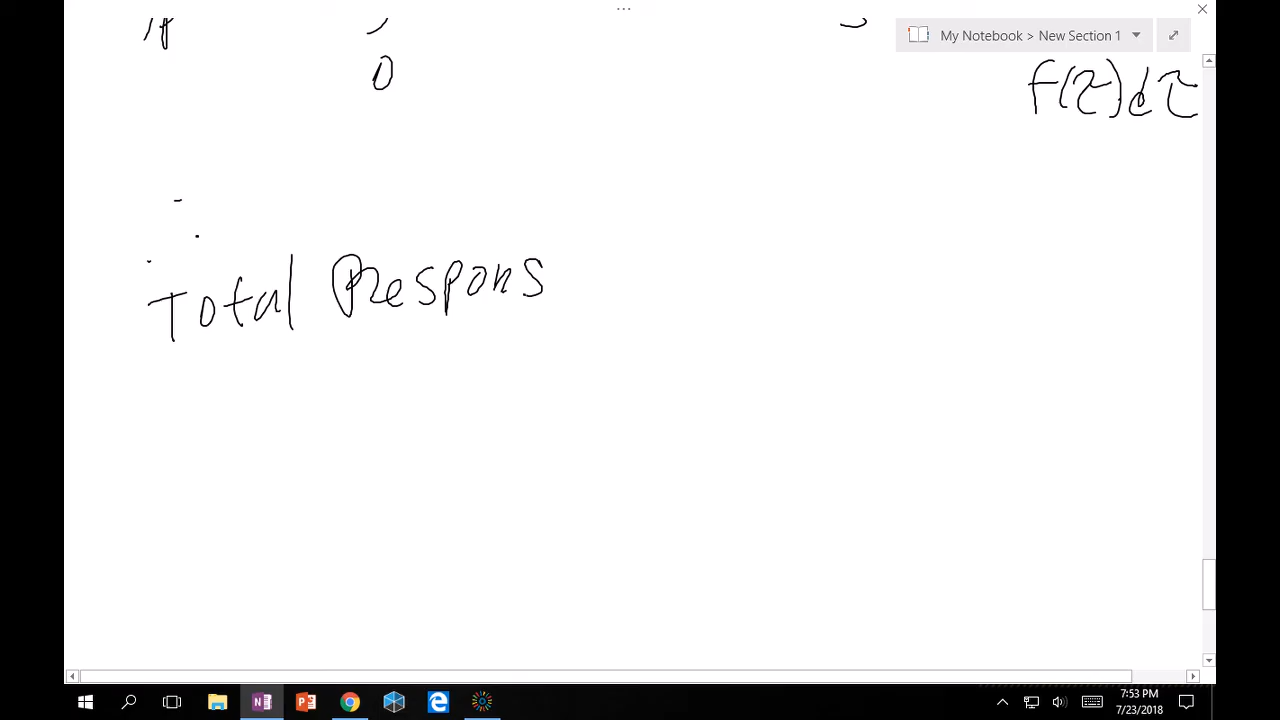 My Notebook > New Section 1
0
f(τ)dτ
Total Respons
7:53 PM
7/23/2018